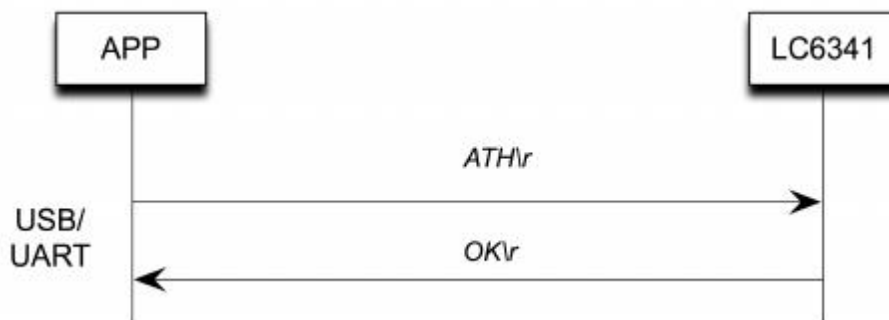 APP
LC6341
ATH\r
USB/
UART
OK\r